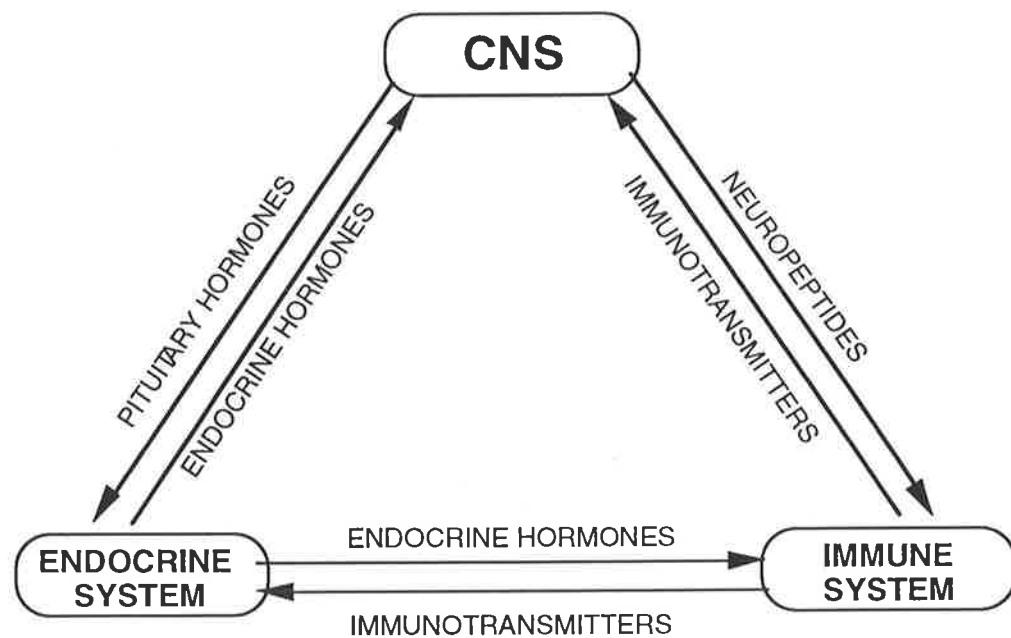 CNS
PITUITARY HORMONES
ENDOCRINE HORMONES
IMMUNOTRANSMITTERS
NEUROPEPTIDES
ENDOCRINE
SYSTEM
ENDOCRINE HORMONES
IMMUNOTRANSMITTERS
IMMUNE
SYSTEM